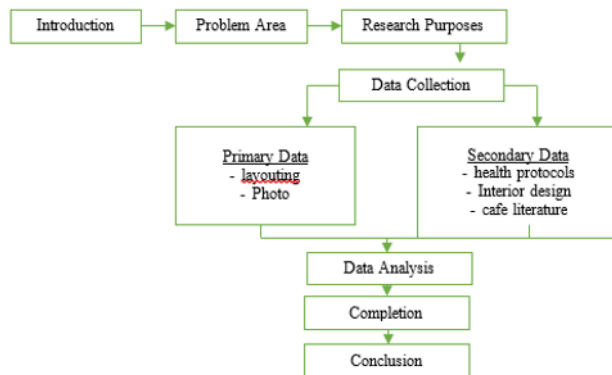 Introduction
Problem Area
Research Purposes
Data Collection
Primary Data
- layouting
- Photo
Secondary Data
- health protocols
- Interior design
- cafe literature
Data Analysis
Completion
Conclusion